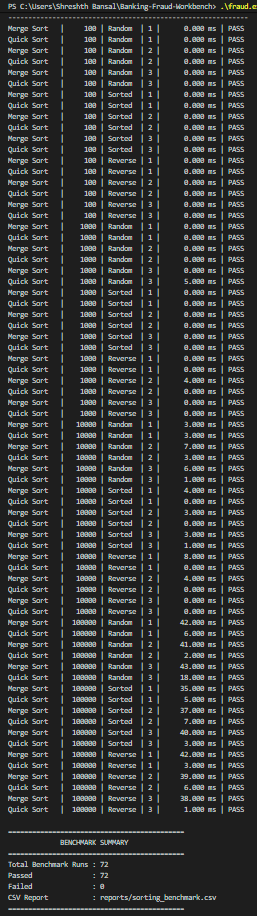 PS C:\Users\Shreshth Bansal\Banking-Fraud-Workbench> .\fraud.e
------------------------------------------------------------
Merge Sort | 100 | Random | 1 | 0.000 ms | PASS
Quick Sort | 100 | Random | 1 | 0.000 ms | PASS
Merge Sort | 100 | Random | 2 | 0.000 ms | PASS
Quick Sort | 100 | Random | 2 | 0.000 ms | PASS
Merge Sort | 100 | Random | 3 | 0.000 ms | PASS
Quick Sort | 100 | Random | 3 | 0.000 ms | PASS
Merge Sort | 100 | Sorted | 1 | 0.000 ms | PASS
Quick Sort | 100 | Sorted | 1 | 0.000 ms | PASS
Merge Sort | 100 | Sorted | 2 | 0.000 ms | PASS
Quick Sort | 100 | Sorted | 2 | 0.000 ms | PASS
Merge Sort | 100 | Sorted | 3 | 0.000 ms | PASS
Quick Sort | 100 | Sorted | 3 | 0.000 ms | PASS
Merge Sort | 100 | Reverse | 1 | 0.000 ms | PASS
Quick Sort | 100 | Reverse | 1 | 0.000 ms | PASS
Merge Sort | 100 | Reverse | 2 | 0.000 ms | PASS
Quick Sort | 100 | Reverse | 2 | 0.000 ms | PASS
Merge Sort | 100 | Reverse | 3 | 0.000 ms | PASS
Quick Sort | 100 | Reverse | 3 | 0.000 ms | PASS
Merge Sort | 1000 | Random | 1 | 0.000 ms | PASS
Quick Sort | 1000 | Random | 1 | 0.000 ms | PASS
Merge Sort | 1000 | Random | 2 | 0.000 ms | PASS
Quick Sort | 1000 | Random | 2 | 0.000 ms | PASS
Merge Sort | 1000 | Random | 3 | 0.000 ms | PASS
Quick Sort | 1000 | Random | 3 | 5.000 ms | PASS
Merge Sort | 1000 | Sorted | 1 | 0.000 ms | PASS
Quick Sort | 1000 | Sorted | 1 | 0.000 ms | PASS
Merge Sort | 1000 | Sorted | 2 | 0.000 ms | PASS
Quick Sort | 1000 | Sorted | 2 | 0.000 ms | PASS
Merge Sort | 1000 | Sorted | 3 | 0.000 ms | PASS
Quick Sort | 1000 | Sorted | 3 | 0.000 ms | PASS
Merge Sort | 1000 | Reverse | 1 | 0.000 ms | PASS
Quick Sort | 1000 | Reverse | 1 | 0.000 ms | PASS
Merge Sort | 1000 | Reverse | 2 | 4.000 ms | PASS
Quick Sort | 1000 | Reverse | 2 | 0.000 ms | PASS
Merge Sort | 1000 | Reverse | 3 | 0.000 ms | PASS
Quick Sort | 1000 | Reverse | 3 | 0.000 ms | PASS
Merge Sort | 10000 | Random | 1 | 3.000 ms | PASS
Quick Sort | 10000 | Random | 1 | 3.000 ms | PASS
Merge Sort | 10000 | Random | 2 | 7.000 ms | PASS
Quick Sort | 10000 | Random | 2 | 3.000 ms | PASS
Merge Sort | 10000 | Random | 3 | 6.000 ms | PASS
Quick Sort | 10000 | Random | 3 | 1.000 ms | PASS
Merge Sort | 10000 | Sorted | 1 | 4.000 ms | PASS
Quick Sort | 10000 | Sorted | 1 | 0.000 ms | PASS
Merge Sort | 10000 | Sorted | 2 | 3.000 ms | PASS
Quick Sort | 10000 | Sorted | 2 | 0.000 ms | PASS
Merge Sort | 10000 | Sorted | 3 | 3.000 ms | PASS
Quick Sort | 10000 | Sorted | 3 | 1.000 ms | PASS
Merge Sort | 10000 | Reverse | 1 | 8.000 ms | PASS
Quick Sort | 10000 | Reverse | 1 | 0.000 ms | PASS
Merge Sort | 10000 | Reverse | 2 | 4.000 ms | PASS
Quick Sort | 10000 | Reverse | 2 | 0.000 ms | PASS
Merge Sort | 10000 | Reverse | 3 | 0.000 ms | PASS
Quick Sort | 10000 | Reverse | 3 | 0.000 ms | PASS
Merge Sort | 100000 | Random | 1 | 42.000 ms | PASS
Quick Sort | 100000 | Random | 1 | 6.000 ms | PASS
Merge Sort | 100000 | Random | 2 | 41.000 ms | PASS
Quick Sort | 100000 | Random | 2 | 2.000 ms | PASS
Merge Sort | 100000 | Random | 3 | 43.000 ms | PASS
Quick Sort | 100000 | Random | 3 | 18.000 ms | PASS
Merge Sort | 100000 | Sorted | 1 | 35.000 ms | PASS
Quick Sort | 100000 | Sorted | 1 | 5.000 ms | PASS
Merge Sort | 100000 | Sorted | 2 | 37.000 ms | PASS
Quick Sort | 100000 | Sorted | 2 | 7.000 ms | PASS
Merge Sort | 100000 | Sorted | 3 | 40.000 ms | PASS
Quick Sort | 100000 | Sorted | 3 | 3.000 ms | PASS
Merge Sort | 100000 | Reverse | 1 | 42.000 ms | PASS
Quick Sort | 100000 | Reverse | 1 | 3.000 ms | PASS
Merge Sort | 100000 | Reverse | 2 | 39.000 ms | PASS
Quick Sort | 100000 | Reverse | 2 | 6.000 ms | PASS
Merge Sort | 100000 | Reverse | 3 | 38.000 ms | PASS
Quick Sort | 100000 | Reverse | 3 | 1.000 ms | PASS
===========================================
BENCHMARK SUMMARY
===========================================
Total Benchmark Runs : 72
Passed : 72
Failed : 0
CSV Report : reports/sorting_benchmark.csv
===========================================